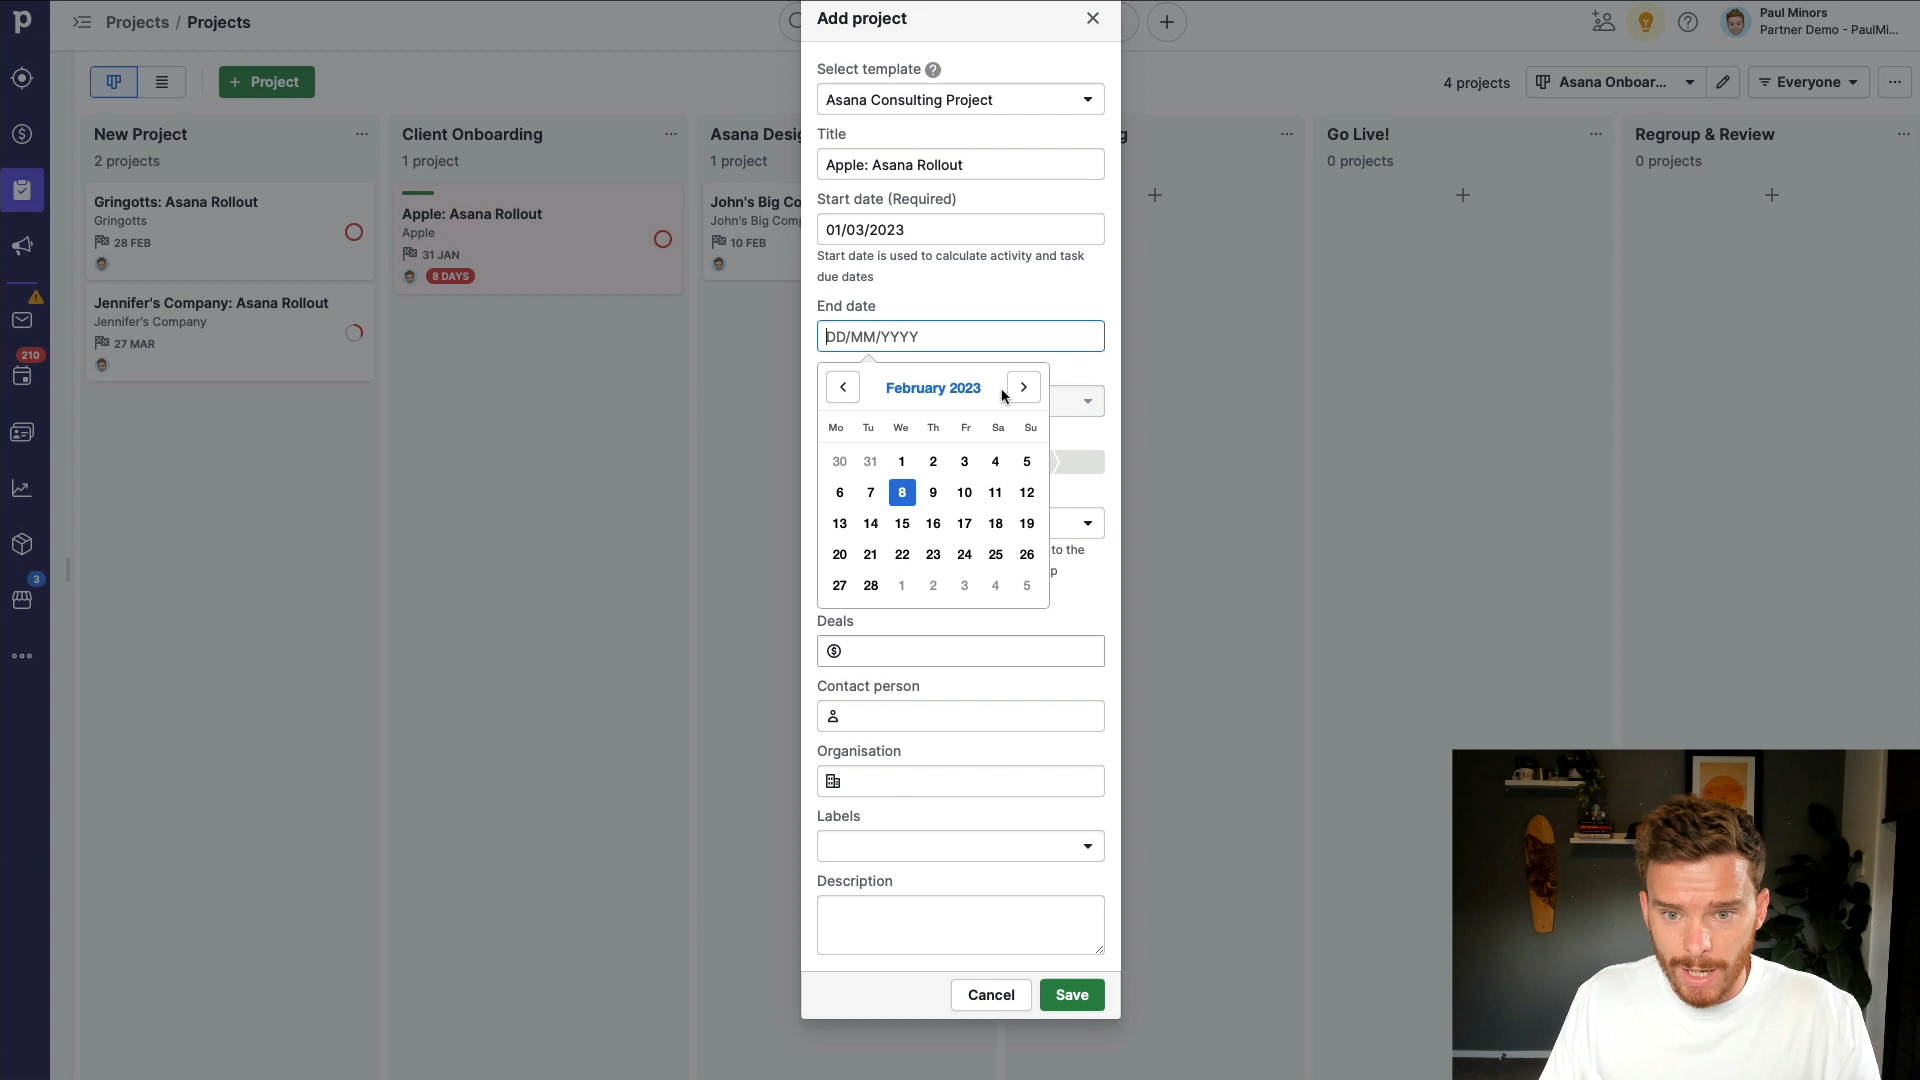 Projects / Projects
Add project
Paul Minors
Partner Demo - PaulMi...
+ Project
4 projects
Asana Onboar...
Everyone
New Project
2 projects
Client Onboarding
1 project
Asana Desi
1 project
g
Go Live!
0 projects
Regroup & Review
0 projects
Gringotts: Asana Rollout
Gringotts
28 FEB
Jennifer's Company: Asana Rollout
Jennifer's Company
27 MAR
Apple: Asana Rollout
Apple
31 JAN
8 DAYS
John's Big Co
John's Big Com
10 FEB
210
3
Select template ?
Asana Consulting Project
Title
Apple: Asana Rollout
Start date (Required)
01/03/2023
Start date is used to calculate activity and task
due dates
End date
DD/MM/YYYY
February 2023
Mo Tu We Th Fr Sa Su
30 31 1 2 3 4 5
6 7 8 9 10 11 12
13 14 15 16 17 18 19
20 21 22 23 24 25 26
27 28 1 2 3 4 5
to the
p
Deals
Contact person
Organisation
Labels
Description
Cancel
Save